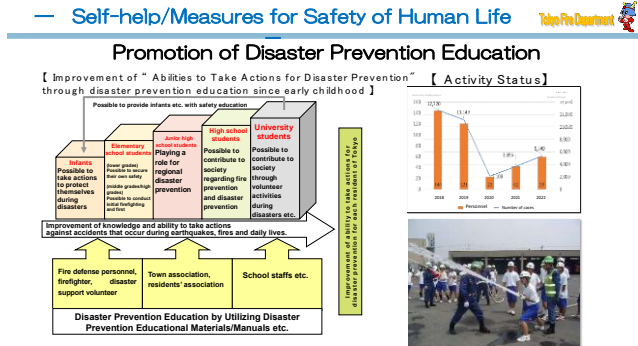 Self-help/Measures for Safety of Human Life
Tokyo Fire Department
Promotion of Disaster Prevention Education
【 Improvement of “ Abilities to Take Actions for Disaster Prevention”
through disaster prevention education since early childhood 】
【 Activity Status】
Possible to provide infants etc. with safety education
Infants
Possible to
take actions
to protect
themselves
during
disasters
Elementary
school students
(lower grades)
Possible to secure
their own safety
(middle grades/high
grades)
Possible to conduct
initial firefighting
and first
Junior high
school students
Playing a
role for
regional
disaster
prevention
High school
students
Possible to
contribute to
society
regarding fire
prevention
and disaster
prevention
University
students
Possible to
contribute to
society
through
volunteer
activities
during
disasters etc.
Improvement of knowledge and ability to take actions
against accidents that occur during earthquakes, fires and daily lives.
Improvement of ability to take actions for
disaster prevention for each resident of Tokyo
Fire defense personnel,
firefighter, disaster
support volunteer
Town association,
residents' association
School staffs etc.
Disaster Prevention Education by Utilizing Disaster
Prevention Educational Materials/Manuals etc.
2018
2019
2020
2021
2022
Personnel
Number of cases